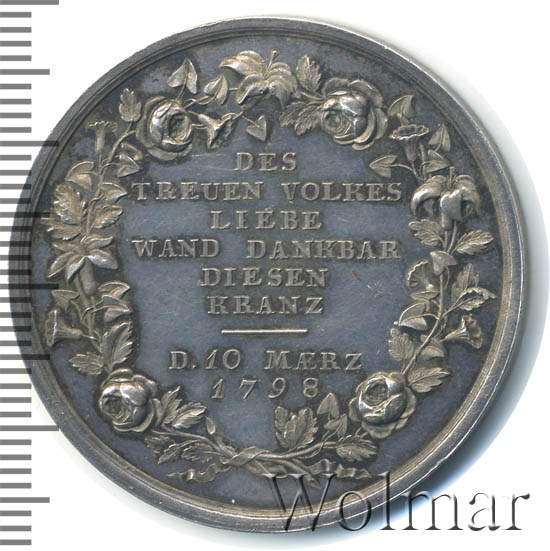 DES
TREUEN VOLKES
LIEBE
WAND DANKBAR
DIESEN
KRANZ
D. 10 MÆRZ
1798
Wolmar